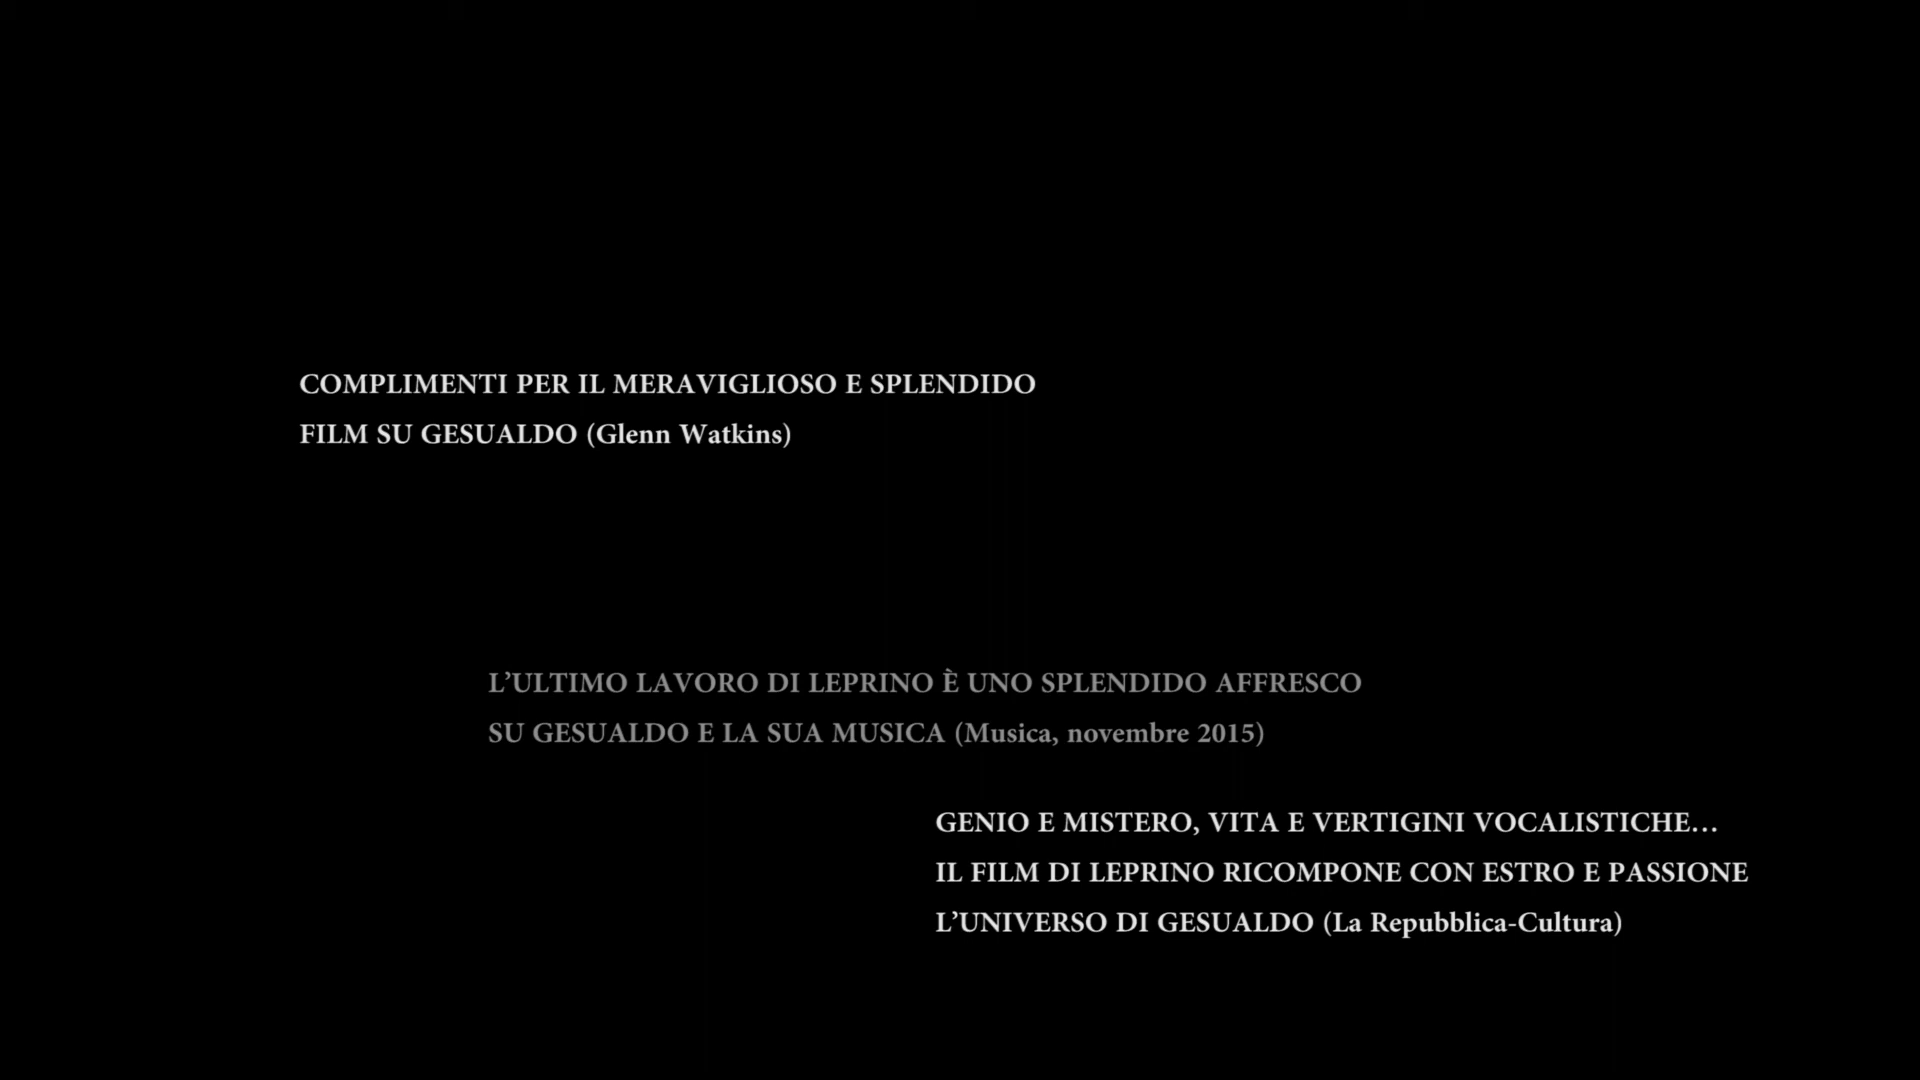 COMPLIMENTI PER IL MERAVIGLIOSO E SPLENDIDO
FILM SU GESUALDO (Glenn Watkins)
L’ULTIMO LAVORO DI LEPRINO È UNO SPLENDIDO AFFRESCO
SU GESUALDO E LA SUA MUSICA (Musica, novembre 2015)
GENIO E MISTERO, VITA E VERTIGINI VOCALISTICHE…
IL FILM DI LEPRINO RICOMPONE CON ESTRO E PASSIONE
L’UNIVERSO DI GESUALDO (La Repubblica-Cultura)